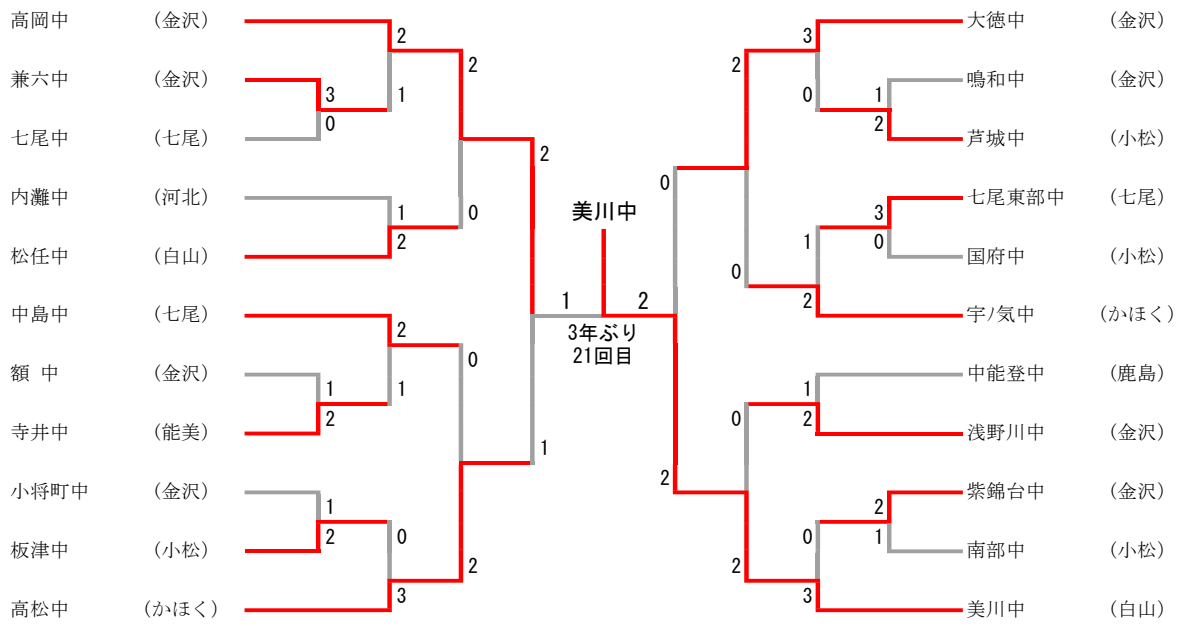 高岡中 (金沢)
兼六中 (金沢)
七尾中 (七尾)
内灘中 (河北)
松任中 (白山)
中島中 (七尾)
額 中 (金沢)
寺井中 (能美)
小将町中 (金沢)
板津中 (小松)
高松中 (かほく)
2
1
3
0
1
2
2
1
1
2
1
2
0
3
2
0
0
2
2
1
1
美川中
3年ぶり
21回目
2
0
2
2
0
0
2
3
0
1
2
1
2
0
3
1
2
3
0
2
1
大徳中 (金沢)
鳴和中 (金沢)
芦城中 (小松)
七尾東部中 (七尾)
国府中 (小松)
宇ノ気中 (かほく)
中能登中 (鹿島)
浅野川中 (金沢)
紫錦台中 (金沢)
南部中 (小松)
美川中 (白山)